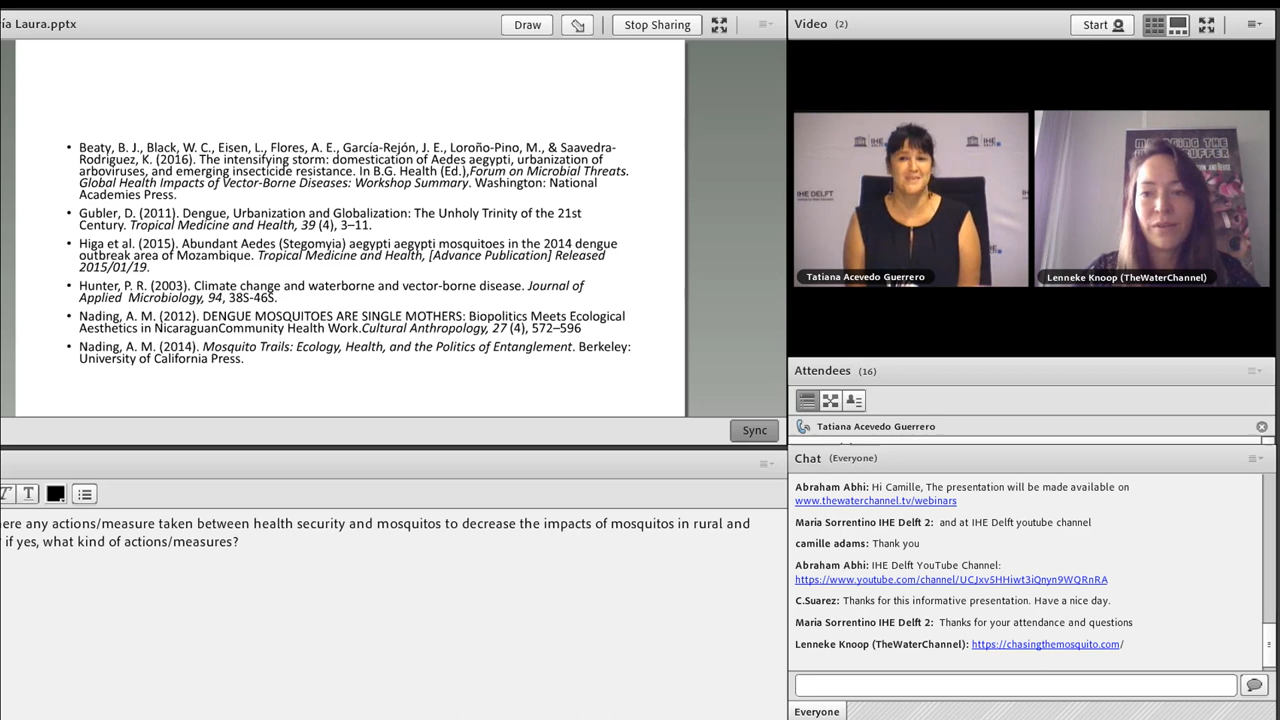 ía Laura.pptx
Draw
Stop Sharing
Video (2)
Start
• Beaty, B. J., Black, W. C., Eisen, L., Flores, A. E., García-Rejón, J. E., Loroño-Pino, M., & Saavedra-
Rodriguez, K. (2016). The intensifying storm: domestication of Aedes aegypti, urbanization of
arboviruses, and emerging insecticide resistance. In B.G. Health (Ed.),Forum on Microbial Threats.
Global Health Impacts of Vector-Borne Diseases: Workshop Summary. Washington: National
Academies Press.
• Gubler, D. (2011). Dengue, Urbanization and Globalization: The Unholy Trinity of the 21st
Century. Tropical Medicine and Health, 39 (4), 3–11.
• Higa et al. (2015). Abundant Aedes (Stegomyia) aegypti aegypti mosquitoes in the 2014 dengue
outbreak area of Mozambique. Tropical Medicine and Health, [Advance Publication] Released
2015/01/19.
• Hunter, P. R. (2003). Climate change and waterborne and vector-borne disease. Journal of
Applied Microbiology, 94, 38S-46S.
• Nading, A. M. (2012). DENGUE MOSQUITOES ARE SINGLE MOTHERS: Biopolitics Meets Ecological
Aesthetics in NicaraguanCommunity Health Work.Cultural Anthropology, 27 (4), 572–596
• Nading, A. M. (2014). Mosquito Trails: Ecology, Health, and the Politics of Entanglement. Berkeley:
University of California Press.
Sync
IHE
IHE DELFT
Tatiana Acevedo Guerrero
Lenneke Knoop (TheWaterChannel)
Attendees (16)
Tatiana Acevedo Guerrero
here any actions/measure taken between health security and mosquitos to decrease the impacts of mosquitos in rural and
if yes, what kind of actions/measures?
Chat (Everyone)
Abraham Abhi: Hi Camille, The presentation will be made available on
www.thewaterchannel.tv/webinars
Maria Sorrentino IHE Delft 2: and at IHE Delft youtube channel
camille adams: Thank you
Abraham Abhi: IHE Delft YouTube Channel:
https://www.youtube.com/channel/UCJxv5HHiwt3iQnyn9WQRnRA
C.Suarez: Thanks for this informative presentation. Have a nice day.
Maria Sorrentino IHE Delft 2: Thanks for your attendance and questions
Lenneke Knoop (TheWaterChannel): https://chasingthemosquito.com/
Everyone